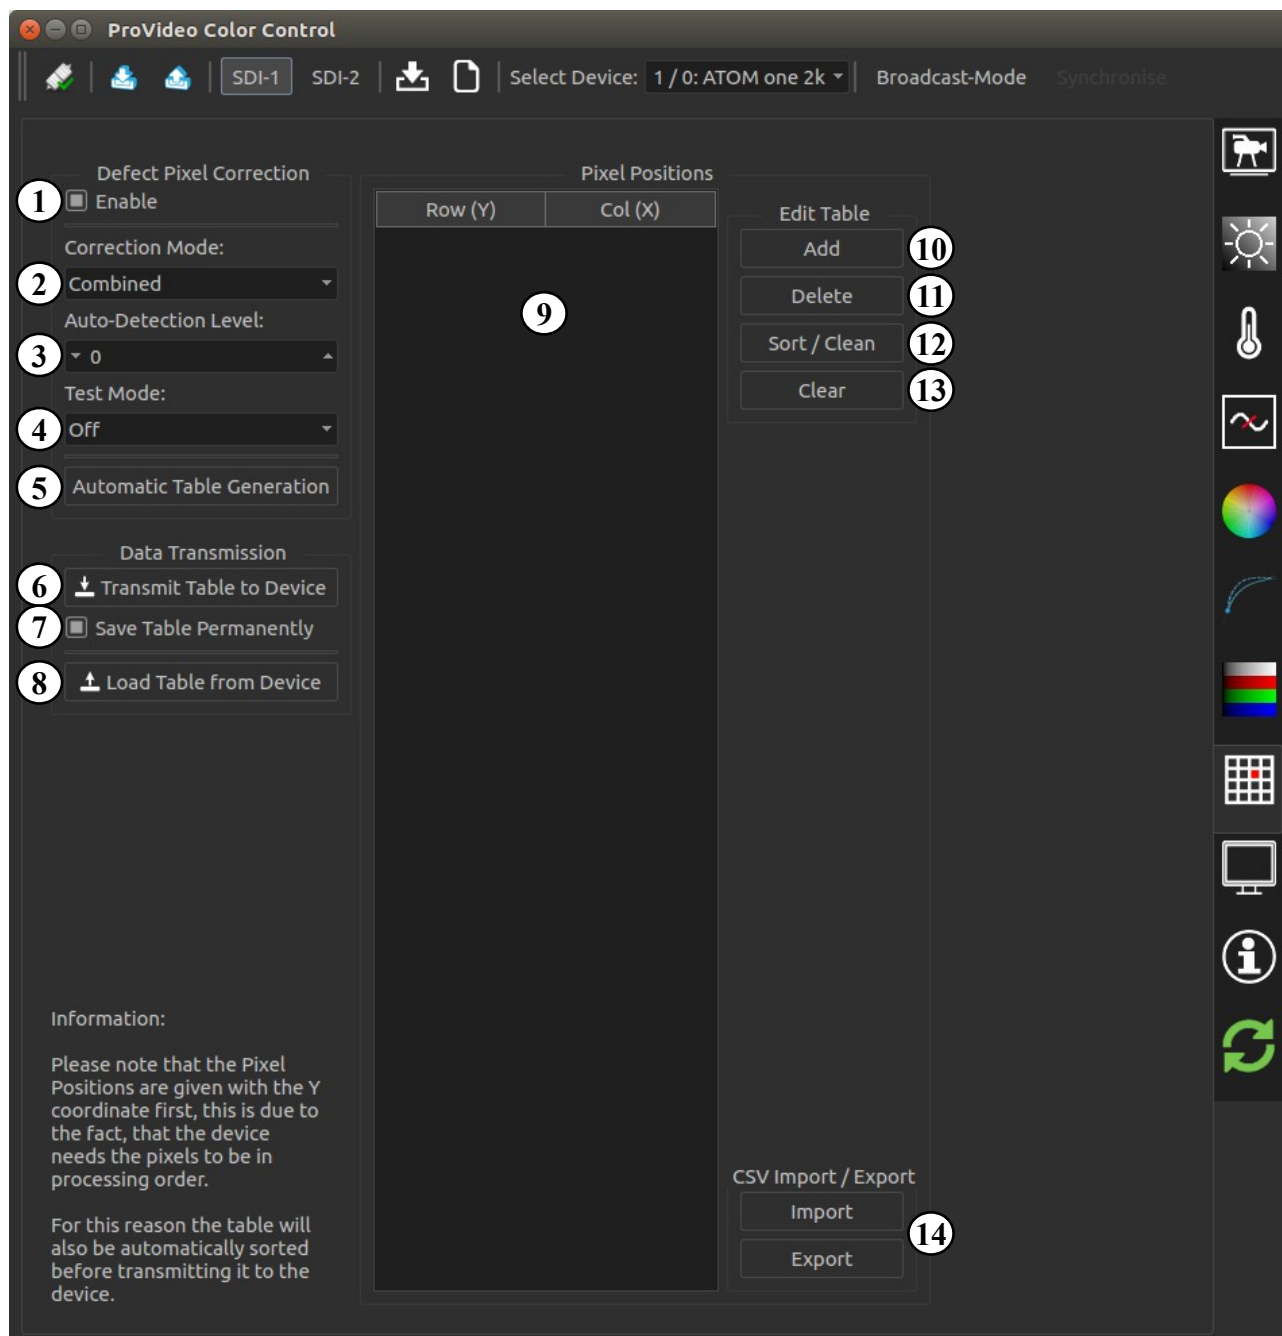 ProVideo Color Control
SDI-1 SDI-2 Select Device: 1 / 0: ATOM one 2k Broadcast-Mode Synchronise
Defect Pixel Correction
1 Enable
Correction Mode:
2 Combined
Auto-Detection Level:
3 0
Test Mode:
4 Off
5 Automatic Table Generation
Data Transmission
6 Transmit Table to Device
7 Save Table Permanently
8 Load Table from Device
Information:
Please note that the Pixel
Positions are given with the Y
coordinate first, this is due to
the fact, that the device
needs the pixels to be in
processing order.
For this reason the table will
also be automatically sorted
before transmitting it to the
device.
Pixel Positions
Row (Y) Col (X)
9
Edit Table
Add 10
Delete 11
Sort / Clean 12
Clear 13
CSV Import / Export
Import
14
Export